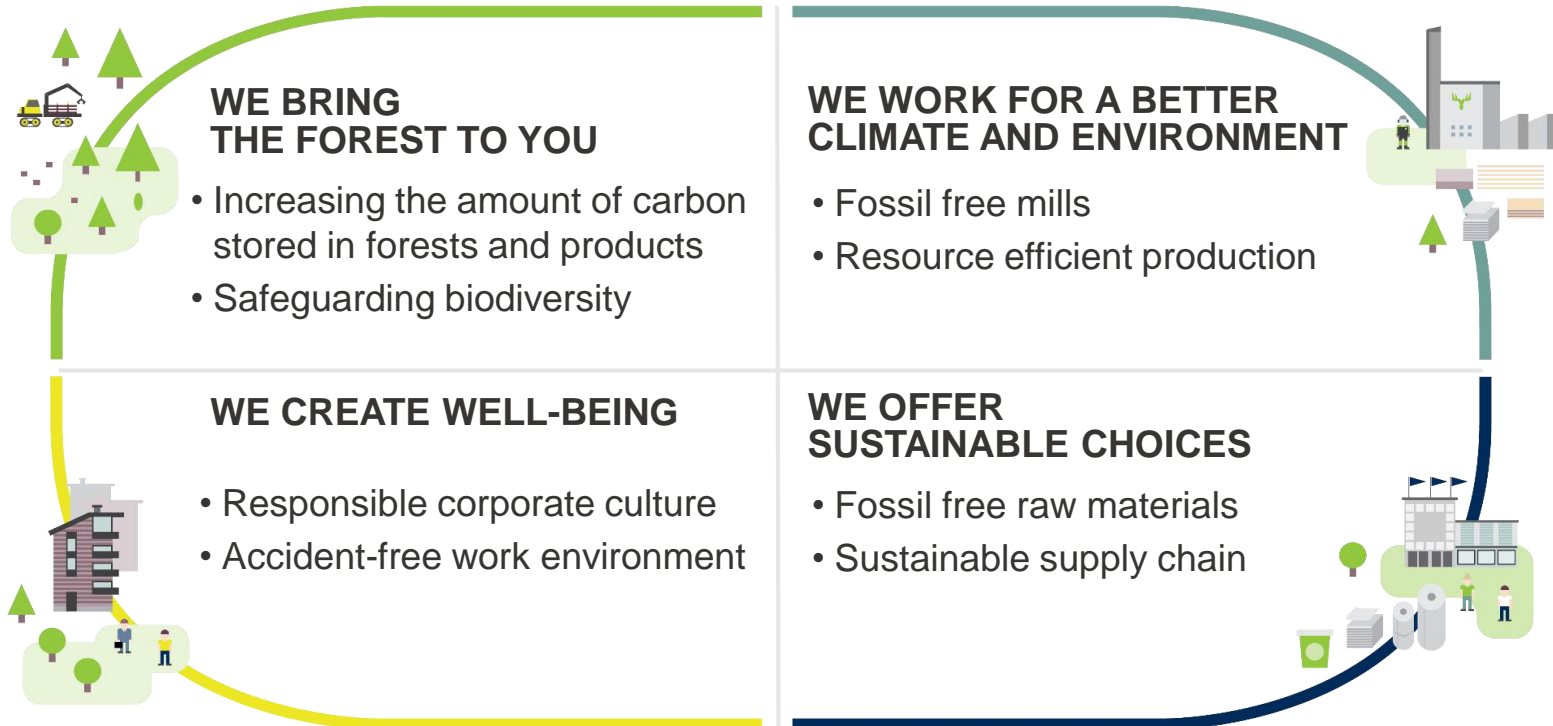 WE BRING
THE FOREST TO YOU
• Increasing the amount of carbon
stored in forests and products
• Safeguarding biodiversity
WE WORK FOR A BETTER
CLIMATE AND ENVIRONMENT
• Fossil free mills
• Resource efficient production
WE CREATE WELL-BEING
• Responsible corporate culture
• Accident-free work environment
WE OFFER
SUSTAINABLE CHOICES
• Fossil free raw materials
• Sustainable supply chain